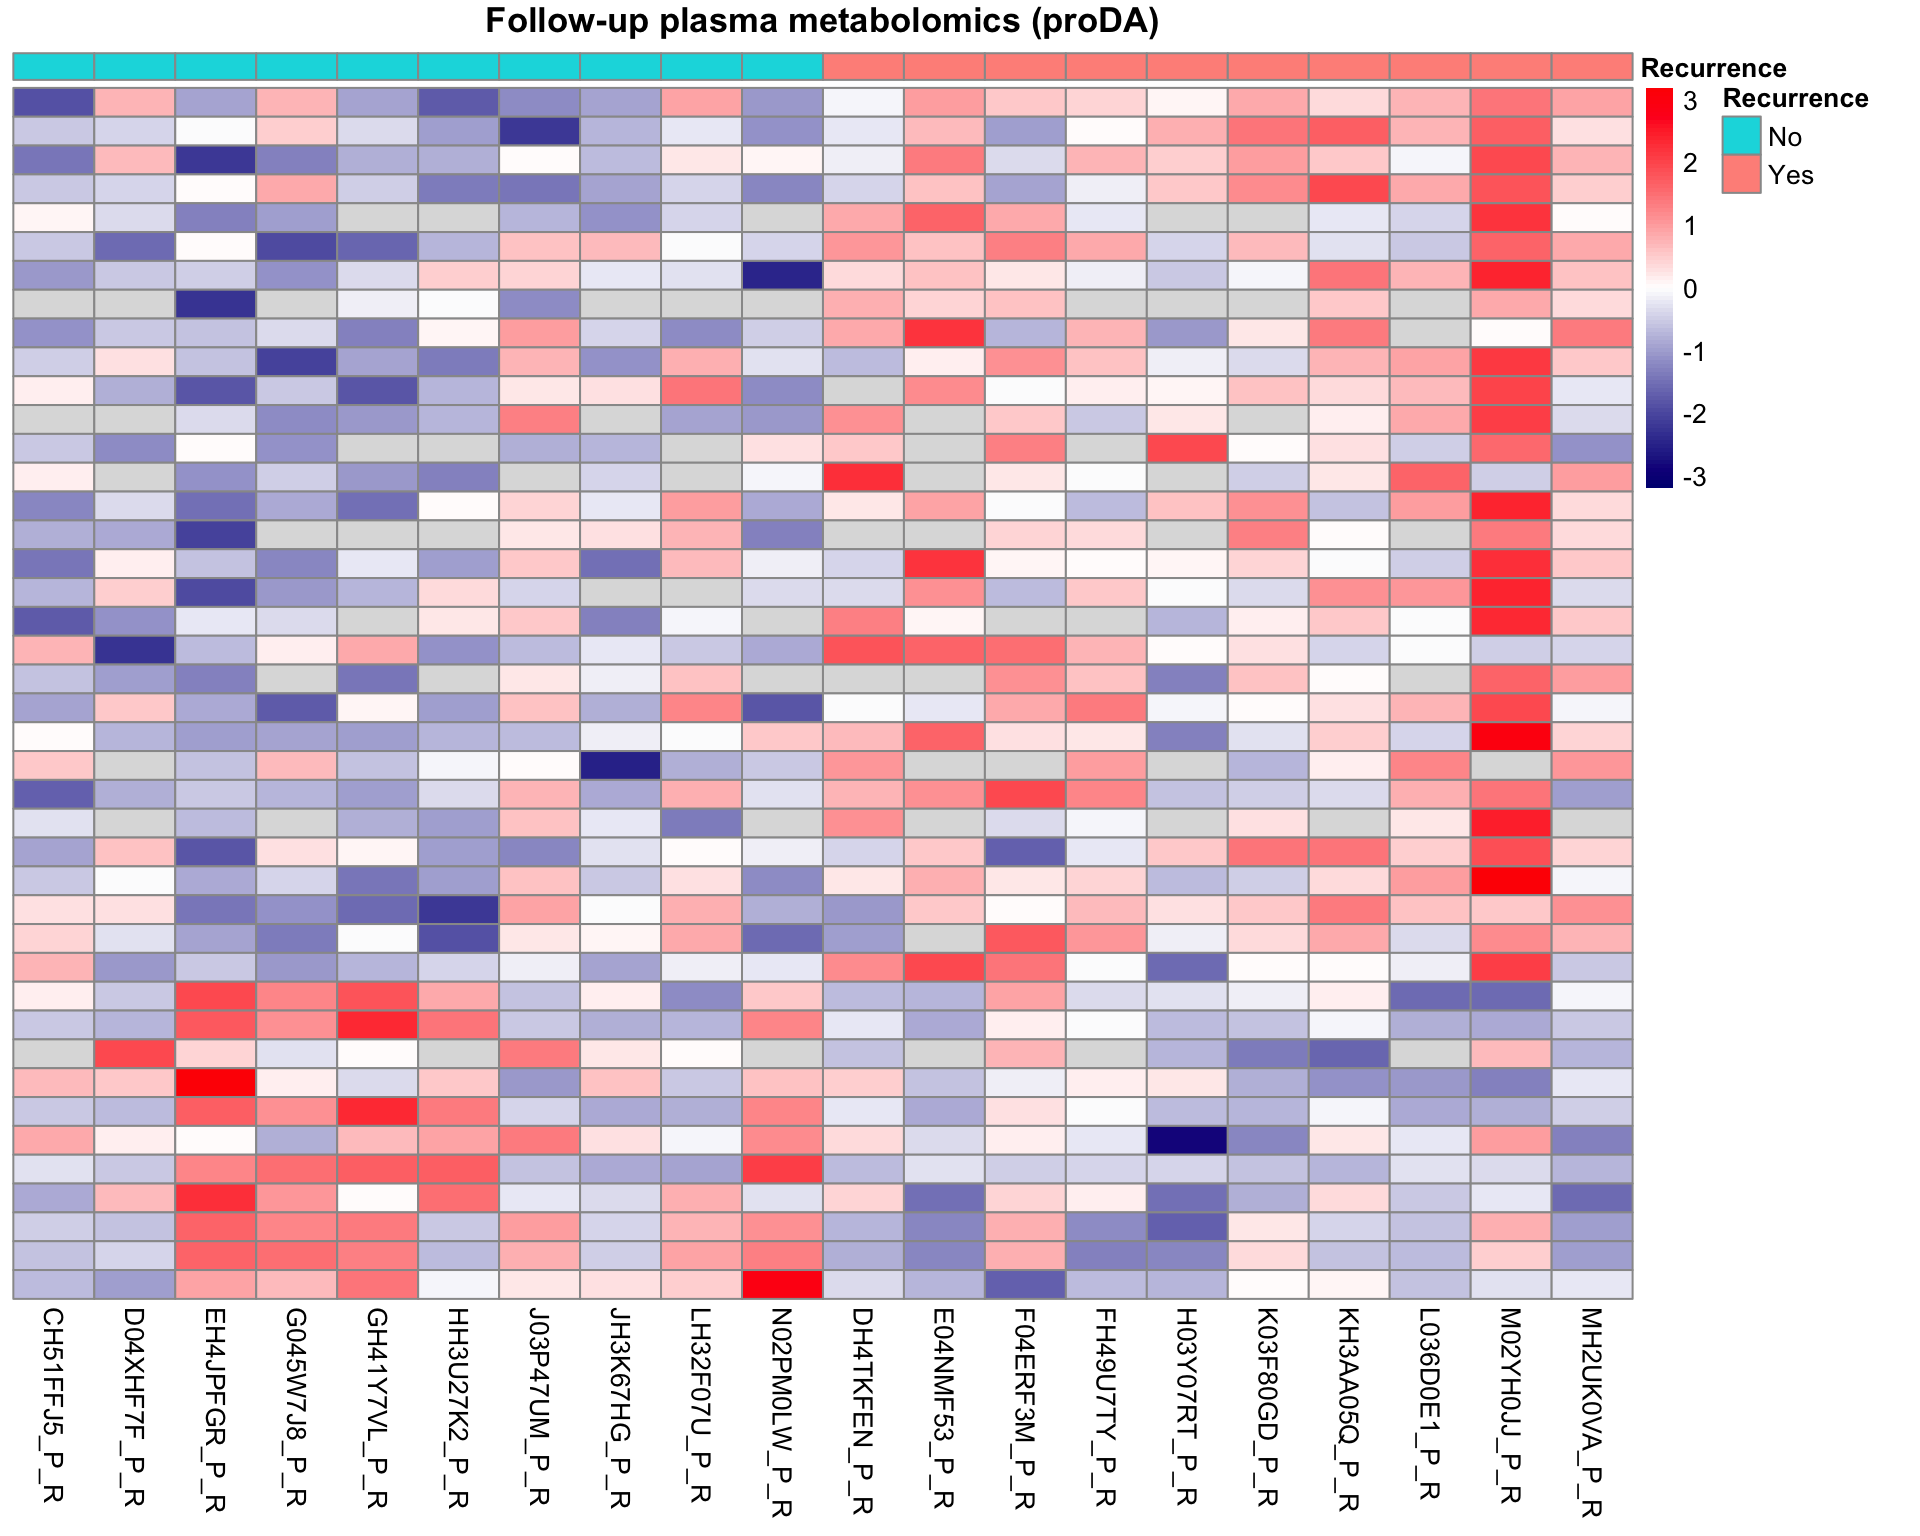 Follow-up plasma metabolomics (proDA)
Recurrence
3
2
1
0
-1
-2
-3
Recurrence
No
Yes
CH51FFJ5_P_R
D04XHF7F_P_R
EH4JPFGR_P_R
G045W7J8_P_R
GH41Y7VL_P_R
HH3U27K2_P_R
J03P47UM_P_R
JH3K67HG_P_R
LH32F07U_P_R
N02PM0LW_P_R
DH4TKFEN_P_R
E04NMF53_P_R
F04ERF3M_P_R
FH49U7TY_P_R
H03Y07RT_P_R
K03F80GD_P_R
KH3AA05Q_P_R
L036D0E1_P_R
M02YH0JJ_P_R
MH2UK0VA_P_R